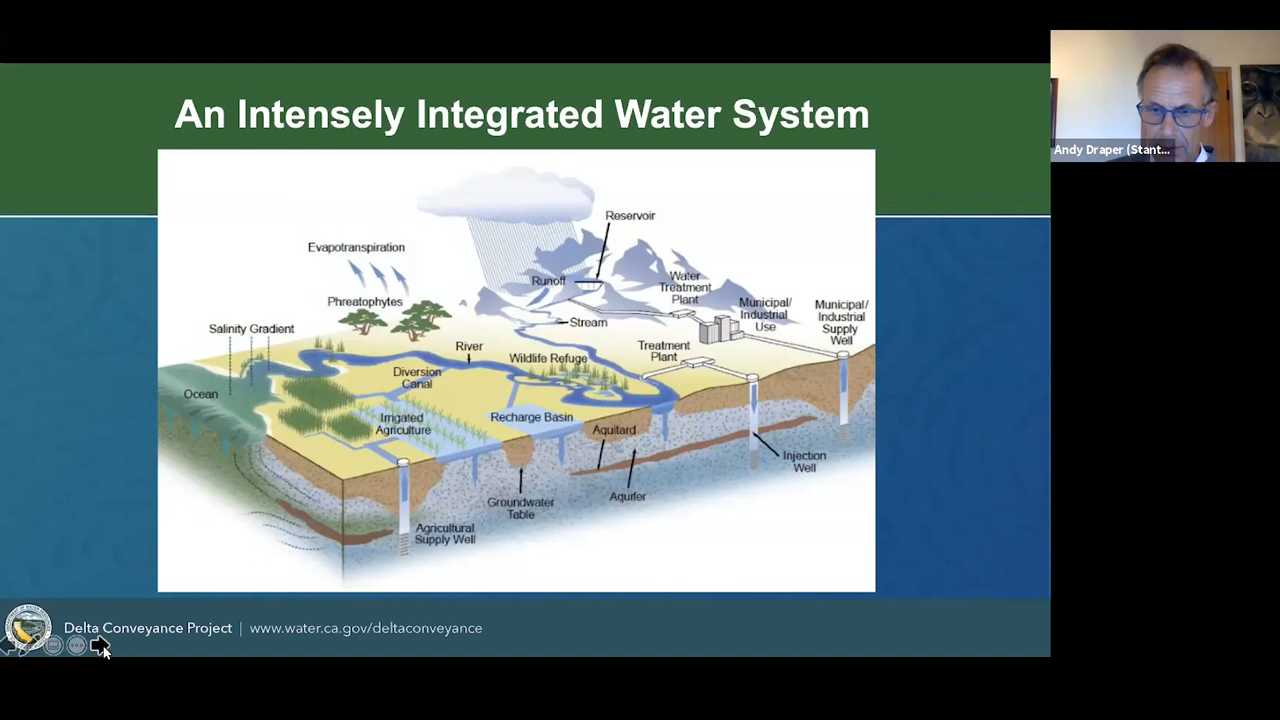 An Intensely Integrated Water System
Andy Draper (Stant...
Reservoir
Evapotranspiration
Runoff
Water
Treatment
Plant
Phreatophytes
Municipal/
Industrial
Use
Municipal/
Industrial
Supply
Well
Salinity Gradient
Stream
River
Wildlife Refuge
Treatment
Plant
Diversion
Canal
Ocean
Irrigated
Agriculture
Recharge Basin
Aquitard
Injection
Well
Groundwater
Table
Aquifer
Agricultural
Supply Well
Delta Conveyance Project | www.water.ca.gov/deltaconveyance